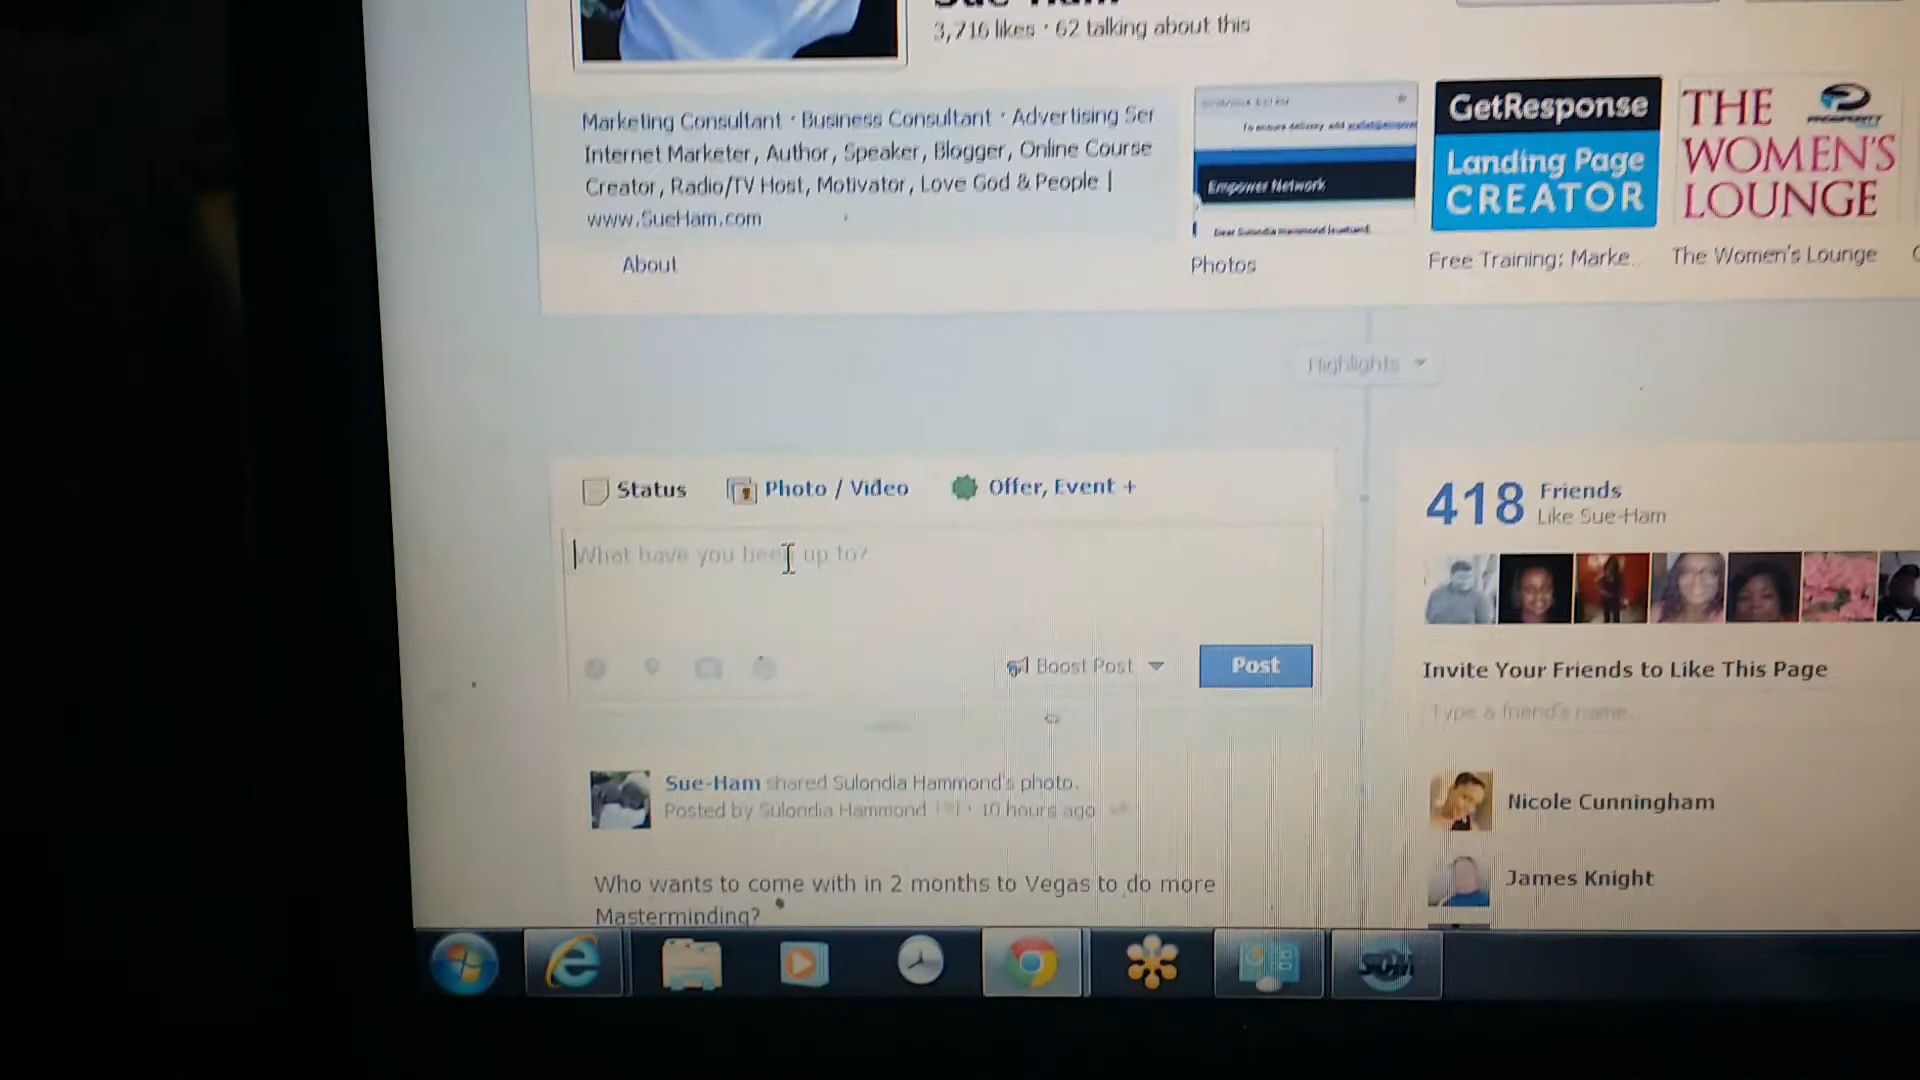 3,716 likes · 62 talking about this
Marketing Consultant · Business Consultant · Advertising Ser
Internet Marketer, Author, Speaker, Blogger, Online Course
Creator, Radio/TV Host, Motivator, Love God & People |
www.SueHam.com
About
Empower Network
Photos
GetResponse
Landing Page
CREATOR
Free Training: Marke..
THE
WOMEN'S
LOUNGE
The Women's Lounge
Highlights
Status
Photo / Video
Offer, Event +
What have you been up to?
Boost Post
Post
418 Friends
Like Sue-Ham
Invite Your Friends to Like This Page
Type a friend's name...
Nicole Cunningham
James Knight
Sue-Ham shared Sulondia Hammond's photo.
Posted by Sulondia Hammond · 10 hours ago
Who wants to come with in 2 months to Vegas to do more
Masterminding?